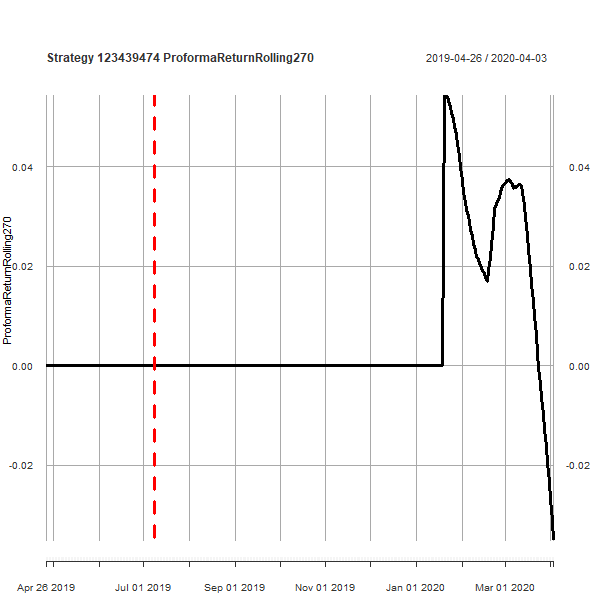 Strategy 123439474 ProformaReturnRolling270
2019-04-26 / 2020-04-03
ProformaReturnRolling270
0.04 0.04
0.02 0.02
0.00 0.00
-0.02 -0.02
Apr 26 2019 Jul 01 2019 Sep 01 2019 Nov 01 2019 Jan 01 2020 Mar 01 2020